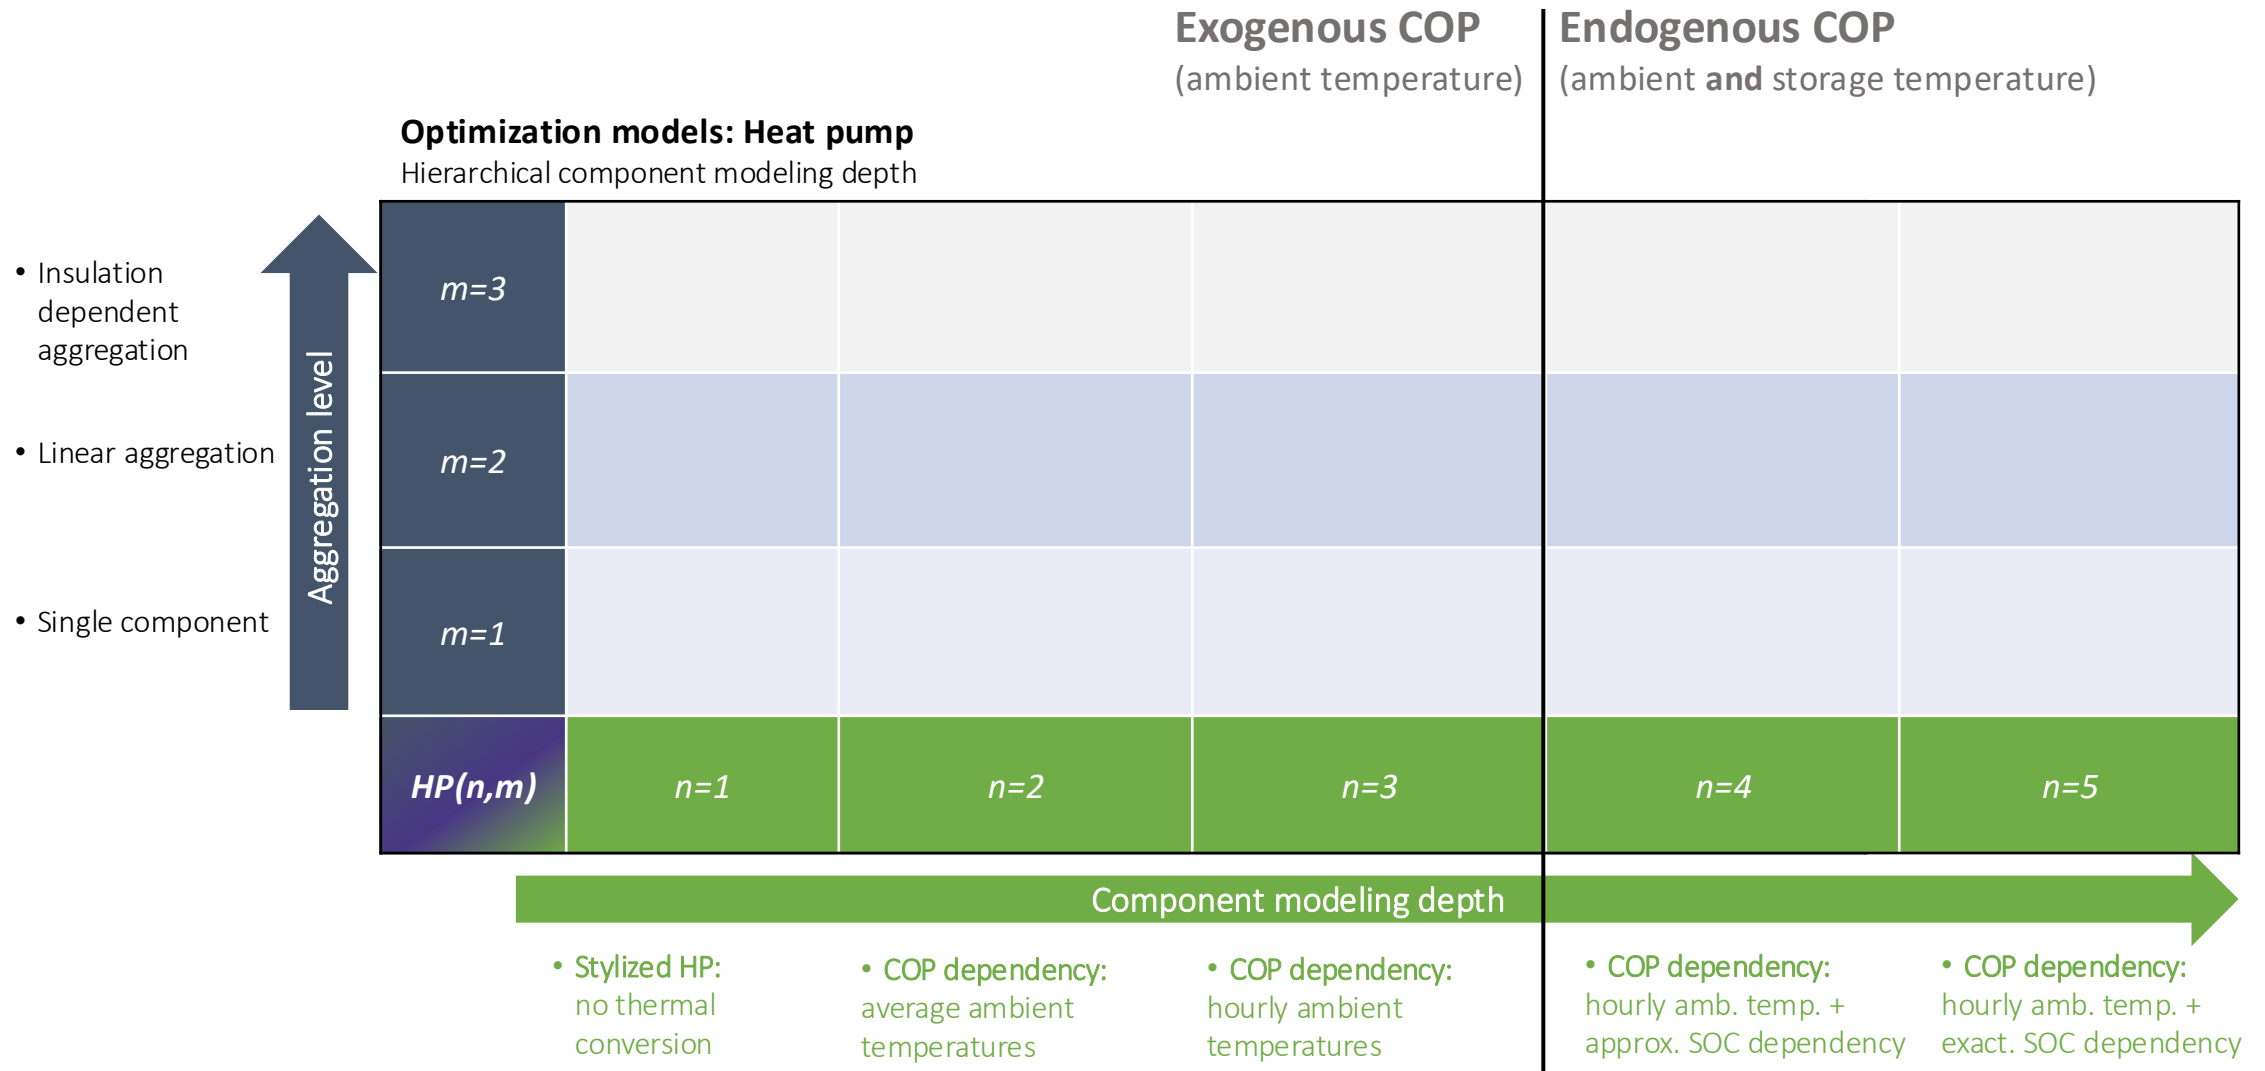 Exogenous COP
(ambient temperature)
Endogenous COP
(ambient and storage temperature)
Optimization models: Heat pump
Hierarchical component modeling depth
• Insulation
dependent
aggregation
• Linear aggregation
• Single component
Aggregation level
m=3
m=2
m=1
HP(n,m)
n=1
n=2
n=3
n=4
n=5
Component modeling depth
• Stylized HP:
no thermal
conversion
• COP dependency:
average ambient
temperatures
• COP dependency:
hourly ambient
temperatures
• COP dependency:
hourly amb. temp. +
approx. SOC dependency
• COP dependency:
hourly amb. temp. +
exact. SOC dependency